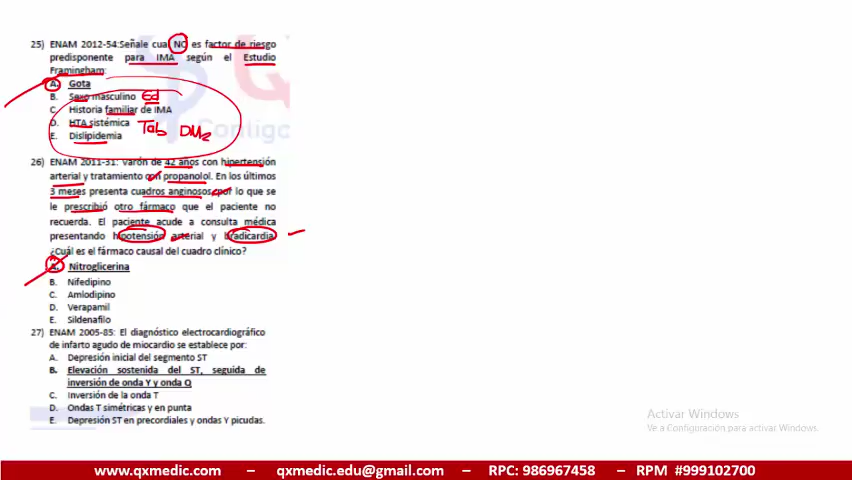 25) ENAM 2012-54:Señale cual NO es factor de riesgo
predisponente para IMA según el Estudio
Framingham:
A. Gota
B. Sexo masculino Ed
C. Historia familiar de IMA
D. HTA sistémica Tab DM2
E. Dislipidemia
Contigo
26) ENAM 2011-31: Varón de 42 años con hipertensión
arterial y tratamiento con propanolol. En los últimos
3 meses presenta cuadros anginosos, por lo que se
le prescribió otro fármaco que el paciente no
recuerda. El paciente acude a consulta médica
presentando hipotensión arterial y bradicardia.
¿Cuál es el fármaco causal del cuadro clínico?
A. Nitroglicerina
B. Nifedipino
C. Amlodipino
D. Verapamil
E. Sildenafilo
27) ENAM 2005-85: El diagnóstico electrocardiográfico
de infarto agudo de miocardio se establece por:
A. Depresión inicial del segmento ST
B. Elevación sostenida del ST, seguida de
inversión de onda Y y onda Q
C. Inversión de la onda T
D. Ondas T simétricas y en punta
E. Depresión ST en precordiales y ondas Y picudas.
Activar Windows
Ve a Configuración para activar Windows.
www.qxmedic.com – qxmedic.edu@gmail.com – RPC: 986967458 – RPM #999102700